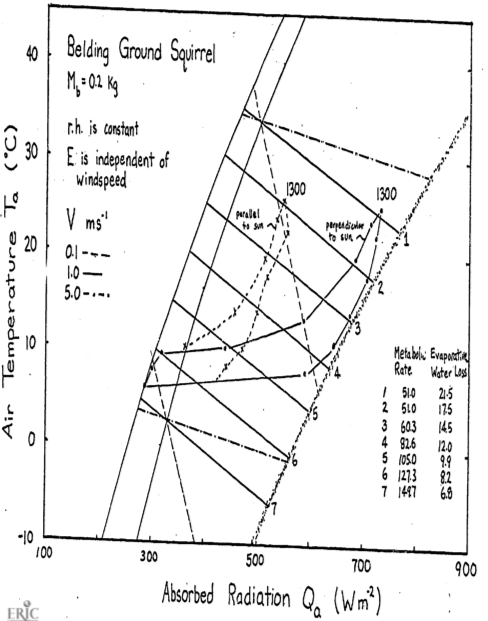 Belding Ground Squirrel
M_b = 0.2 Kg
r.h. is constant
E is independent of
windspeed
V ms⁻¹
0.1 - - - -
1.0 ——
5.0 - · - · -
Air Temperature T_a (°C)
40
30
20
10
0
-10
1300
parallel
to sun
1300
perpendicular
to sun
1
2
3
4
5
6
7
Metabolic Evaporative
Rate Water Loss
1 51.0 21.5
2 51.0 17.5
3 60.3 14.5
4 82.6 12.0
5 105.0 9.9
6 127.3 8.2
7 149.7 6.8
100 300 500 700 900
Absorbed Radiation Q_a (Wm⁻²)
ERIC